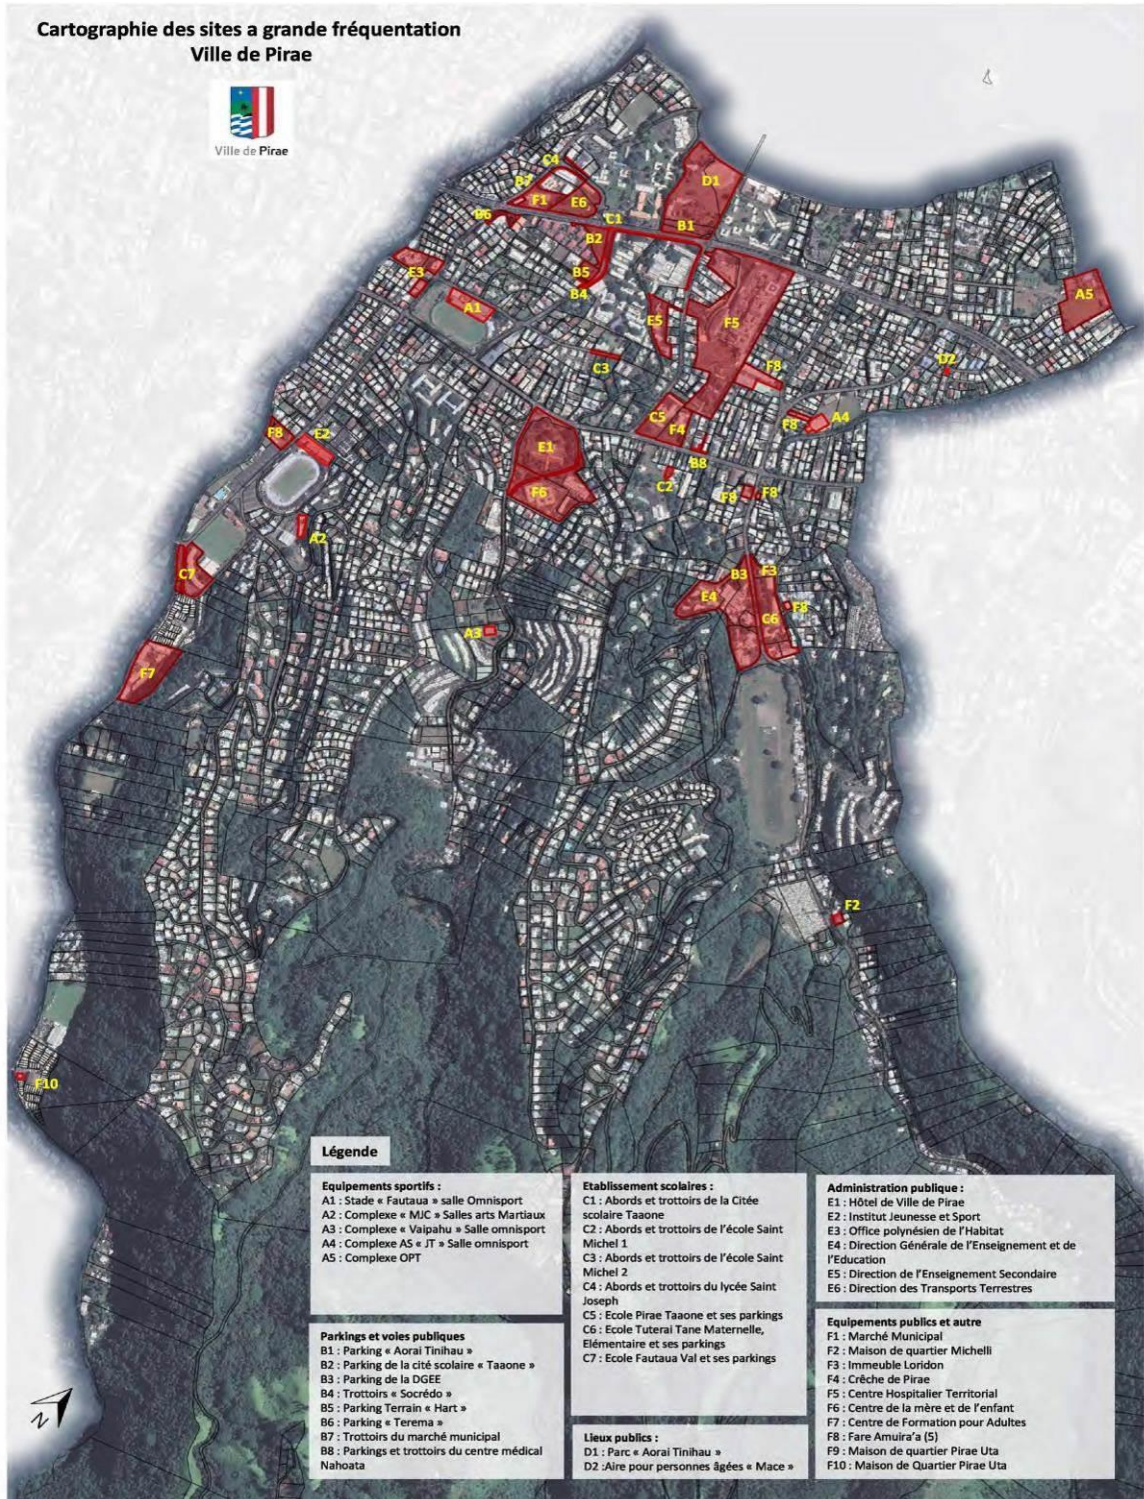 Cartographie des sites a grande fréquentation
Ville de Pirae
Ville de Pirae
C4
B7
D1
F1
E6
B6
C1
B1
B2
E3
B5
B4
A5
A1
E5
F5
C3
D2
F8
C5
F4
F8
A4
F8
E2
E1
B8
C2
F6
F8
F8
A2
C7
B3
F3
E4
F8
C6
A3
F7
F2
F10
N
Légende
Equipements sportifs :
A1 : Stade « Fautaua » salle Omnisport
A2 : Complexe « MJC » Salles arts Martiaux
A3 : Complexe « Vaipahu » Salle omnisport
A4 : Complexe AS « JT » Salle omnisport
A5 : Complexe OPT
Parkings et voies publiques
B1 : Parking « Aorai Tinihau »
B2 : Parking de la cité scolaire « Taaone »
B3 : Parking de la DGEE
B4 : Trottoirs « Socrédo »
B5 : Parking Terrain « Hart »
B6 : Parking « Terema »
B7 : Trottoirs du marché municipal
B8 : Parkings et trottoirs du centre médical
Nahoata
Etablissement scolaires :
C1 : Abords et trottoirs de la Citée
scolaire Taaone
C2 : Abords et trottoirs de l'école Saint
Michel 1
C3 : Abords et trottoirs de l'école Saint
Michel 2
C4 : Abords et trottoirs du lycée Saint
Joseph
C5 : Ecole Pirae Taaone et ses parkings
C6 : Ecole Tuterai Tane Maternelle,
Elémentaire et ses parkings
C7 : Ecole Fautaua Val et ses parkings
Lieux publics :
D1 : Parc « Aorai Tinihau »
D2 :Aire pour personnes âgées « Mace »
Administration publique :
E1 : Hôtel de Ville de Pirae
E2 : Institut Jeunesse et Sport
E3 : Office polynésien de l'Habitat
E4 : Direction Générale de l'Enseignement et de
l'Education
E5 : Direction de l'Enseignement Secondaire
E6 : Direction des Transports Terrestres
Equipements publics et autre
F1 : Marché Municipal
F2 : Maison de quartier Michelli
F3 : Immeuble Loridon
F4 : Crêche de Pirae
F5 : Centre Hospitalier Territorial
F6 : Centre de la mère et de l'enfant
F7 : Centre de Formation pour Adultes
F8 : Fare Amuira'a (5)
F9 : Maison de quartier Pirae Uta
F10 : Maison de Quartier Pirae Uta